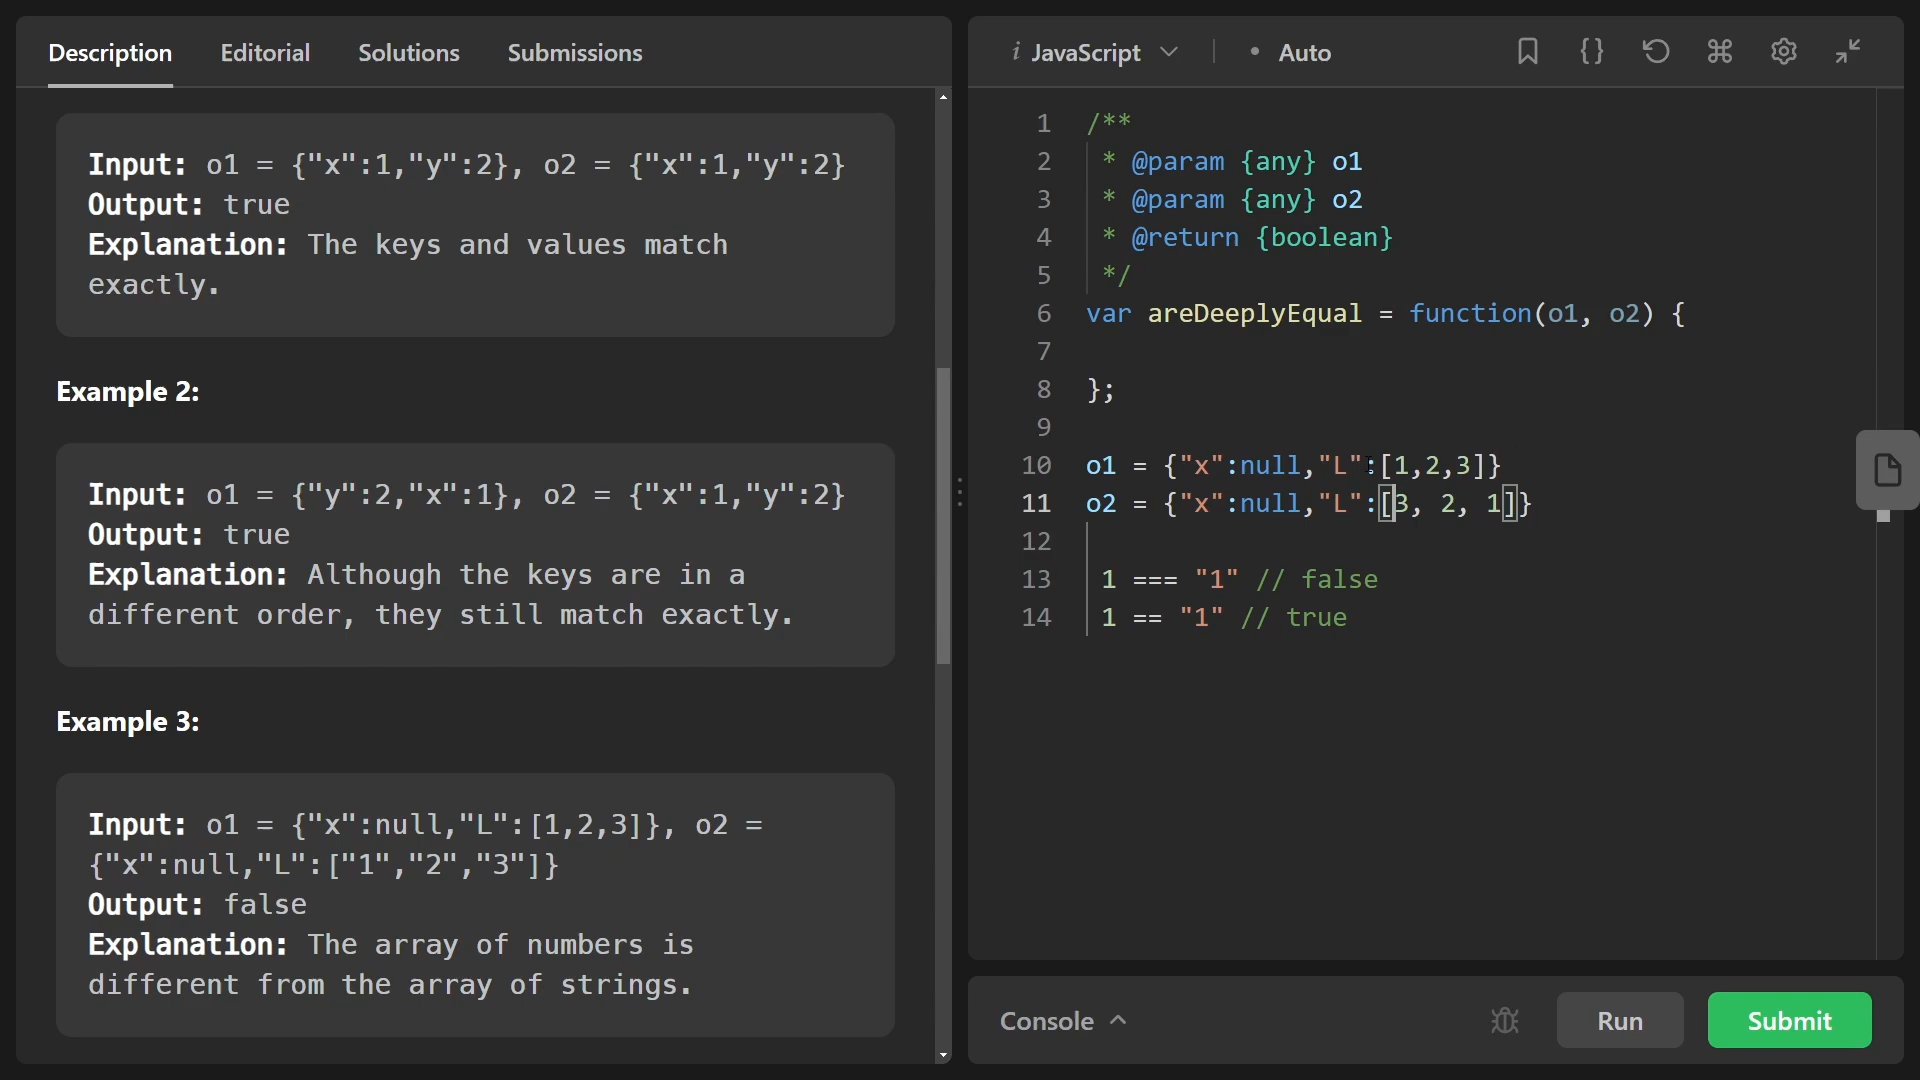 Description Editorial Solutions Submissions
Input: o1 = {"x":1,"y":2}, o2 = {"x":1,"y":2}
Output: true
Explanation: The keys and values match
exactly.
Example 2:
Input: o1 = {"y":2,"x":1}, o2 = {"x":1,"y":2}
Output: true
Explanation: Although the keys are in a
different order, they still match exactly.
Example 3:
Input: o1 = {"x":null,"L":[1,2,3]}, o2 =
{"x":null,"L":["1","2","3"]}
Output: false
Explanation: The array of numbers is
different from the array of strings.
i JavaScript • Auto
1 /**
2 * @param {any} o1
3 * @param {any} o2
4 * @return {boolean}
5 */
6 var areDeeplyEqual = function(o1, o2) {
7
8 };
9
10 o1 = {"x":null,"L":[1,2,3]}
11 o2 = {"x":null,"L":[3, 2, 1]}
12
13 1 === "1" // false
14 1 == "1" // true
Console Run Submit